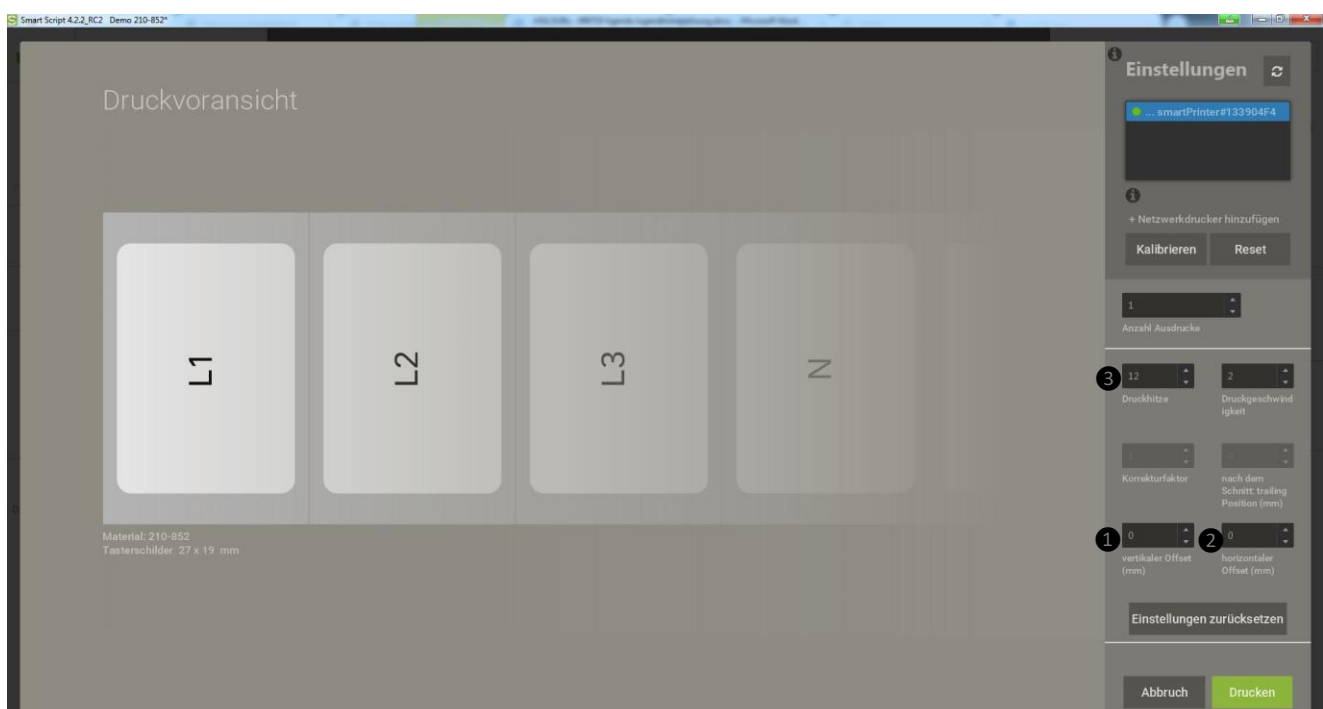 Smart Script 4.2.2_RC2 Demo 210-852*
Druckvoransicht
L1
L2
L3
N
Material: 210-852
Tasterschilder 27 x 19 mm
Einstellungen
... smartPrinter#133904F4
+ Netzwerkdrucker hinzufügen
Kalibrieren
Reset
1
Anzahl Ausdrucke
3
12
Druckhitze
2
Druckgeschwind
igkeit
Korrekturfaktor
nach dem
Schnitt: trailing
Position (mm)
1
0
vertikaler Offset
(mm)
2
0
horizontaler
Offset (mm)
Einstellungen zurücksetzen
Abbruch
Drucken